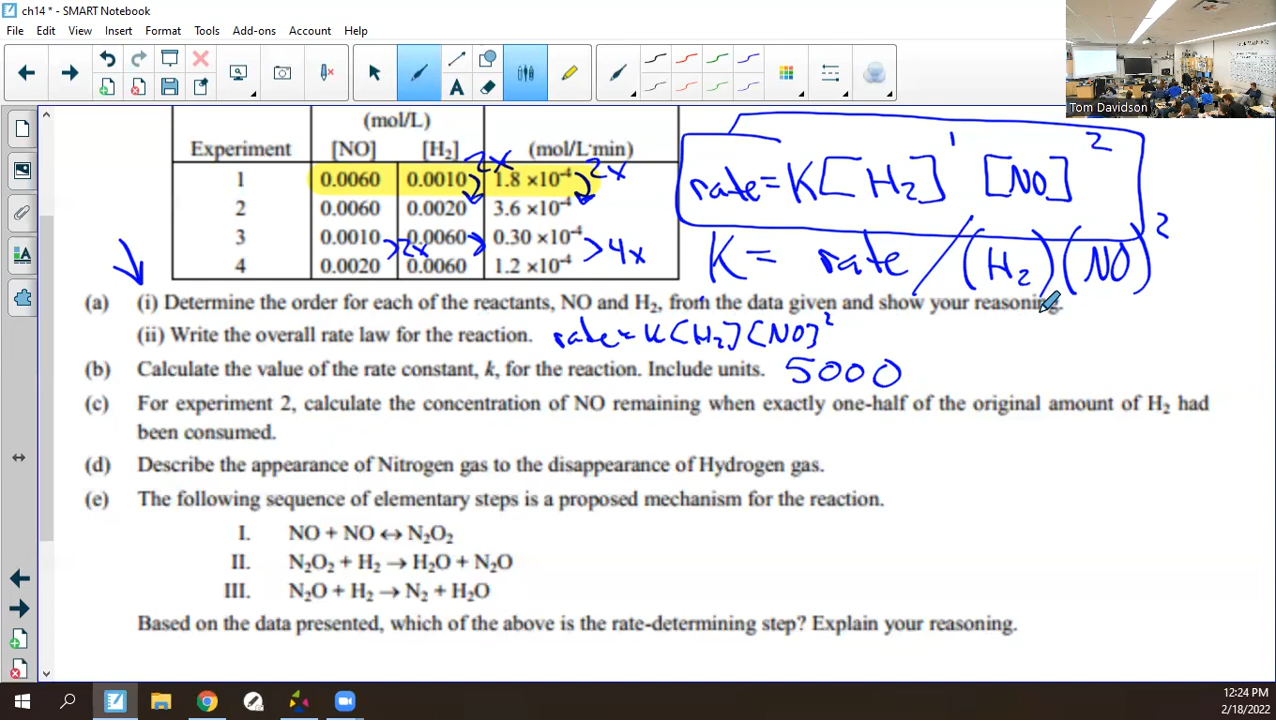 ch14 * - SMART Notebook
File Edit View Insert Format Tools Add-ons Account Help
A
Tom Davidson
(mol/L)
Experiment [NO] [H₂] (mol/L·min)
1 0.0060 0.0010 1.8 ×10⁻⁴
2 0.0060 0.0020 3.6 ×10⁻⁴
3 0.0010 0.0060 0.30 ×10⁻⁴
4 0.0020 0.0060 1.2 ×10⁻⁴
2x 2x
2x 4x
rate=K[H₂]¹ [NO]²
K= rate/(H₂)(NO)²
(a) (i) Determine the order for each of the reactants, NO and H₂, from the data given and show your reasoning.
(ii) Write the overall rate law for the reaction. rate=K[H₂]¹[NO]²
(b) Calculate the value of the rate constant, k, for the reaction. Include units. 5000
(c) For experiment 2, calculate the concentration of NO remaining when exactly one-half of the original amount of H₂ had
been consumed.
(d) Describe the appearance of Nitrogen gas to the disappearance of Hydrogen gas.
(e) The following sequence of elementary steps is a proposed mechanism for the reaction.
I. NO + NO ↔ N₂O₂
II. N₂O₂ + H₂ → H₂O + N₂O
III. N₂O + H₂ → N₂ + H₂O
Based on the data presented, which of the above is the rate-determining step? Explain your reasoning.
12:24 PM
2/18/2022